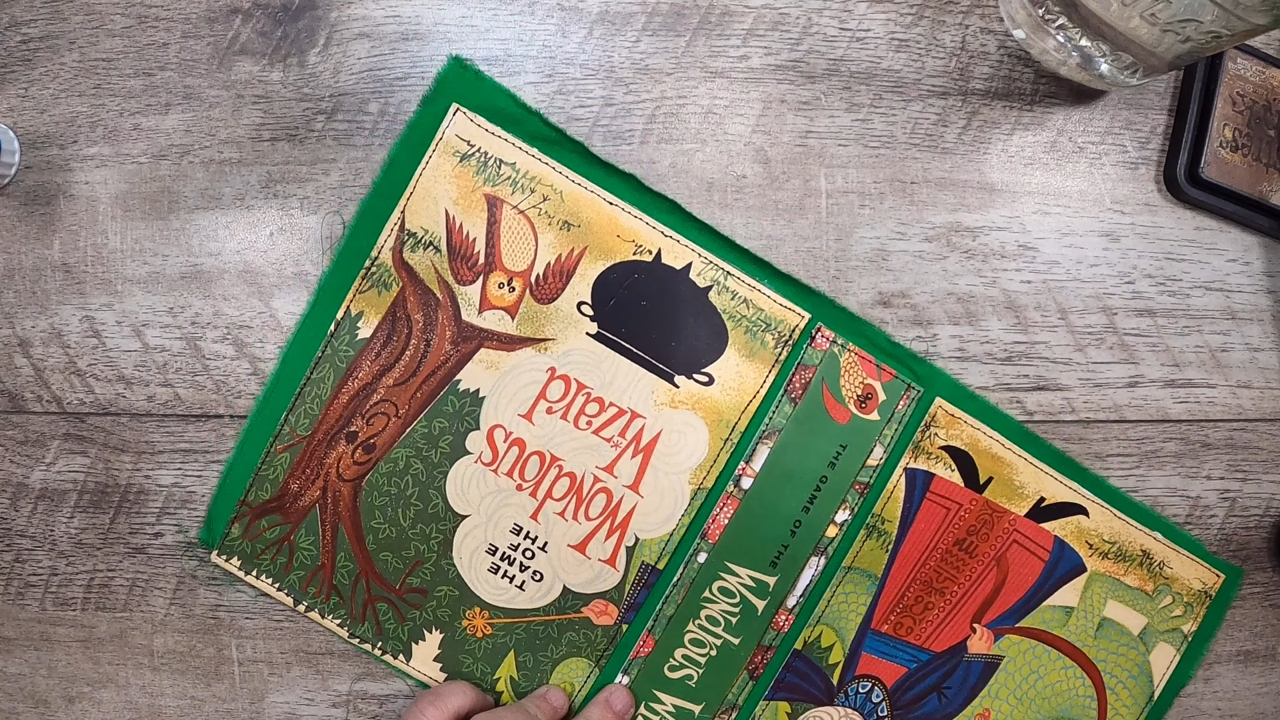 THE
GAME
OF
THE
WONDROUS
WIZARD
THE GAME OF THE
WONDROUS